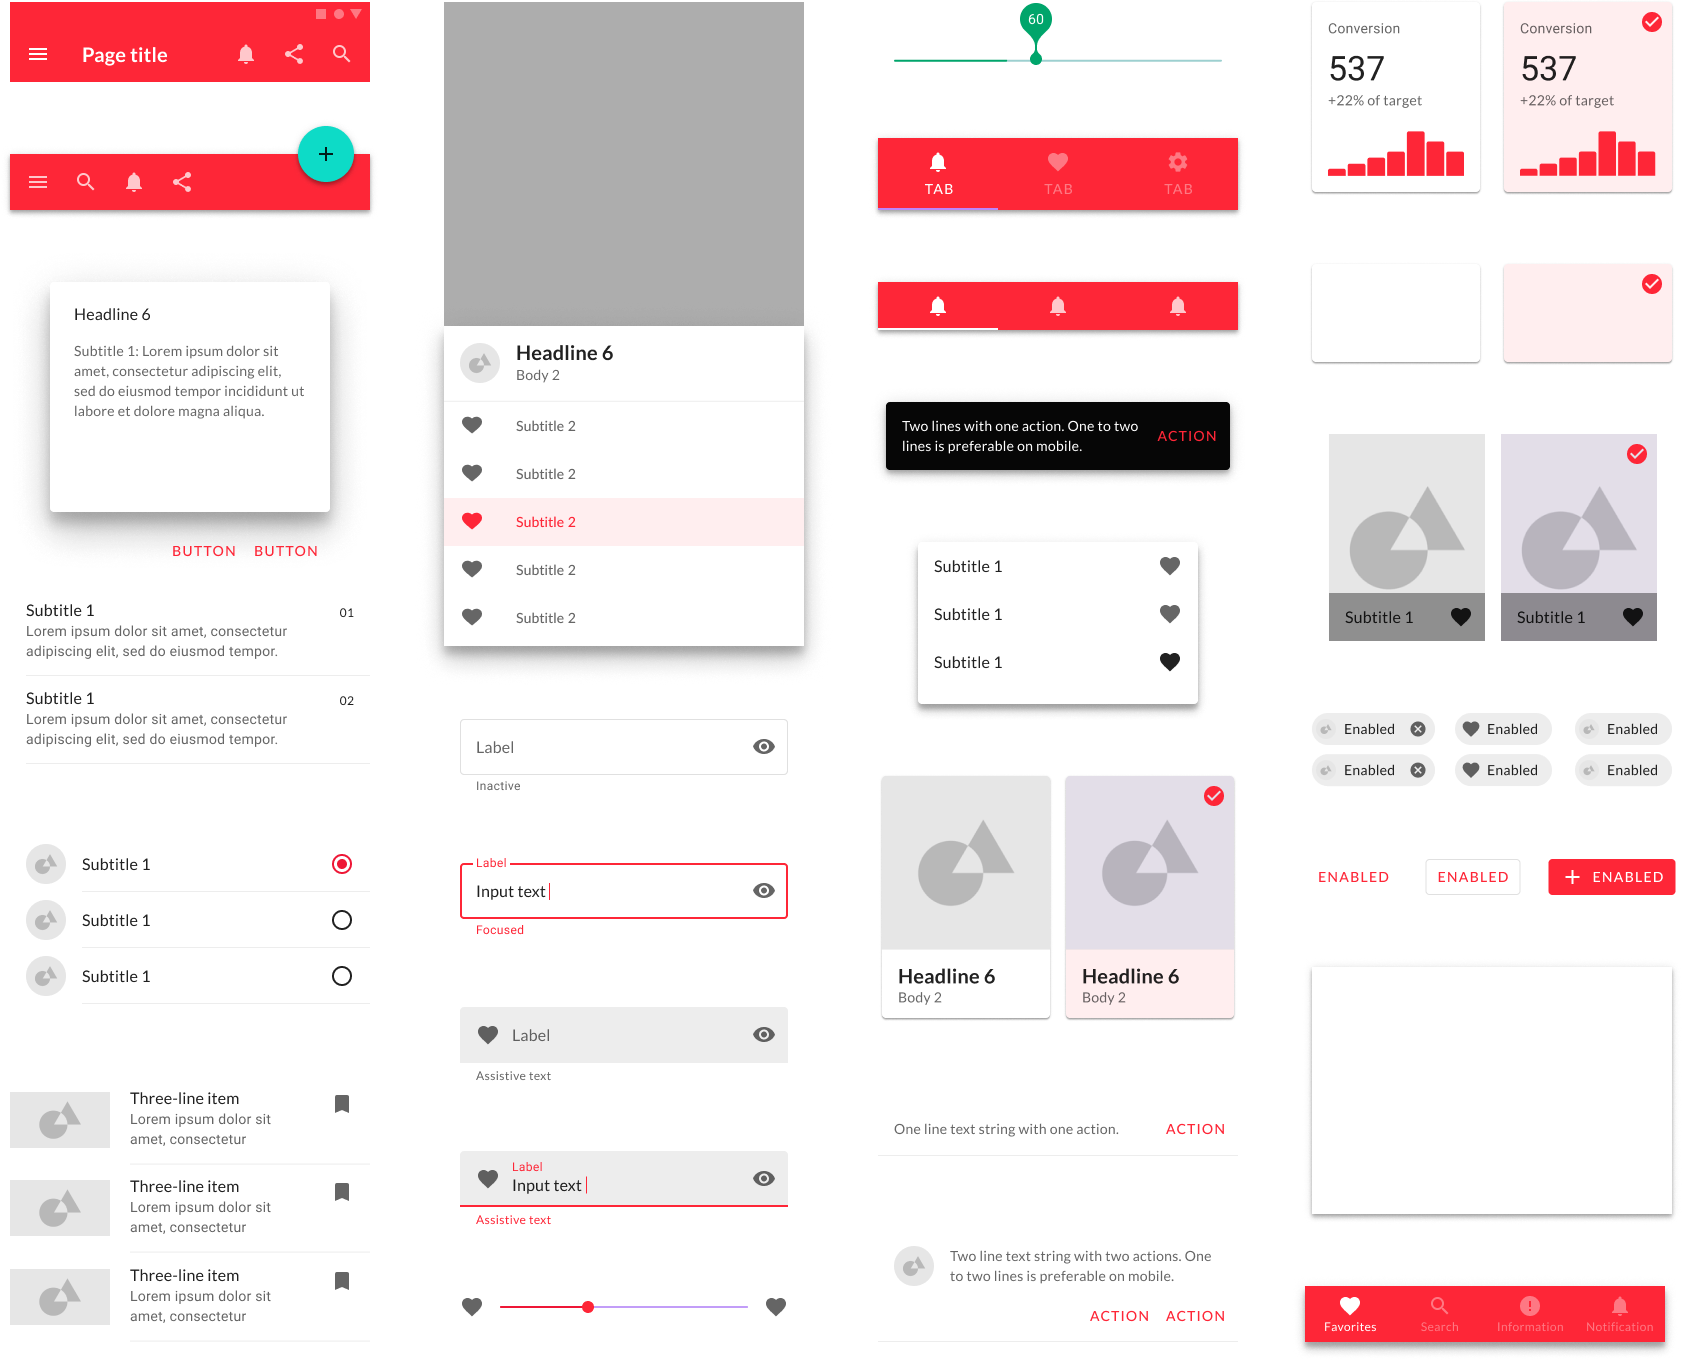 Page title
Headline 6
Subtitle 1: Lorem ipsum dolor sit
amet, consectetur adipiscing elit,
sed do eiusmod tempor incididunt ut
labore et dolore magna aliqua.
BUTTON BUTTON
Subtitle 1
01
Lorem ipsum dolor sit amet, consectetur
adipiscing elit, sed do eiusmod tempor.
Subtitle 1
02
Lorem ipsum dolor sit amet, consectetur
adipiscing elit, sed do eiusmod tempor.
Subtitle 1
Subtitle 1
Subtitle 1
Three-line item
Lorem ipsum dolor sit
amet, consectetur
Three-line item
Lorem ipsum dolor sit
amet, consectetur
Three-line item
Lorem ipsum dolor sit
amet, consectetur
Headline 6
Body 2
Subtitle 2
Subtitle 2
Subtitle 2
Subtitle 2
Subtitle 2
Label
Inactive
Label
Input text
Focused
Label
Assistive text
Label
Input text
Assistive text
60
TAB TAB TAB
Two lines with one action. One to two
lines is preferable on mobile.
ACTION
Subtitle 1
Subtitle 1
Subtitle 1
Headline 6
Body 2
Headline 6
Body 2
One line text string with one action.
ACTION
Two line text string with two actions. One
to two lines is preferable on mobile.
ACTION ACTION
Conversion
537
+22% of target
Conversion
537
+22% of target
Subtitle 1
Subtitle 1
Enabled Enabled Enabled
Enabled Enabled Enabled
ENABLED ENABLED ENABLED
Favorites Search Information Notification